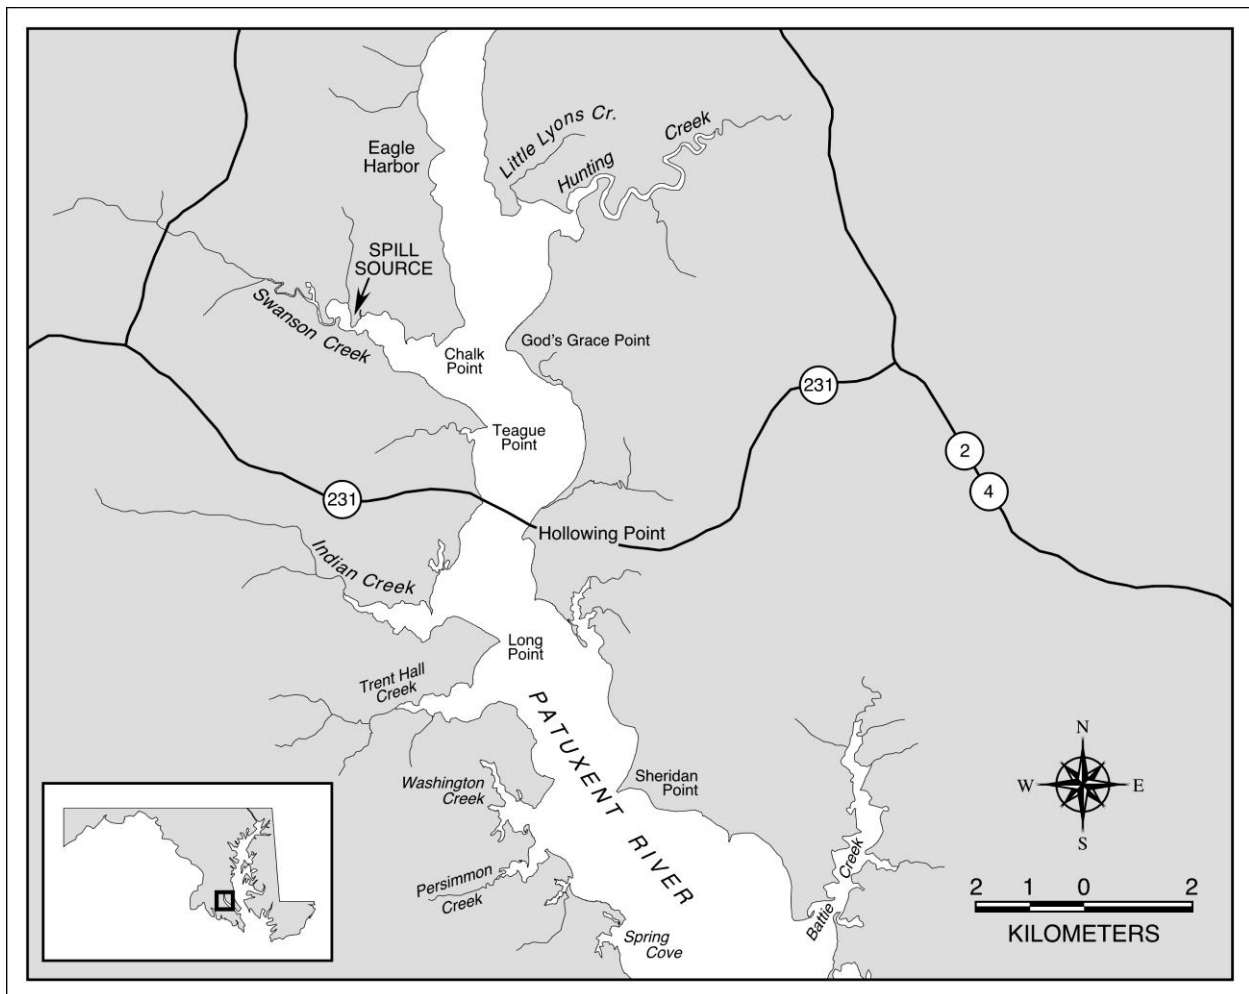 Little Lyons Cr.
Creek
Hunting
Eagle
Harbor
SPILL
SOURCE
Swanson Creek
God's Grace Point
Chalk
Point
Teague
Point
231
231
2
4
Hollowing Point
Indian Creek
Long
Point
Trent Hall
Creek
PATUXENT RIVER
Washington
Creek
Sheridan
Point
Persimmon
Creek
Spring
Cove
Battle
Creek
N
W
E
S
2
1
0
2
KILOMETERS